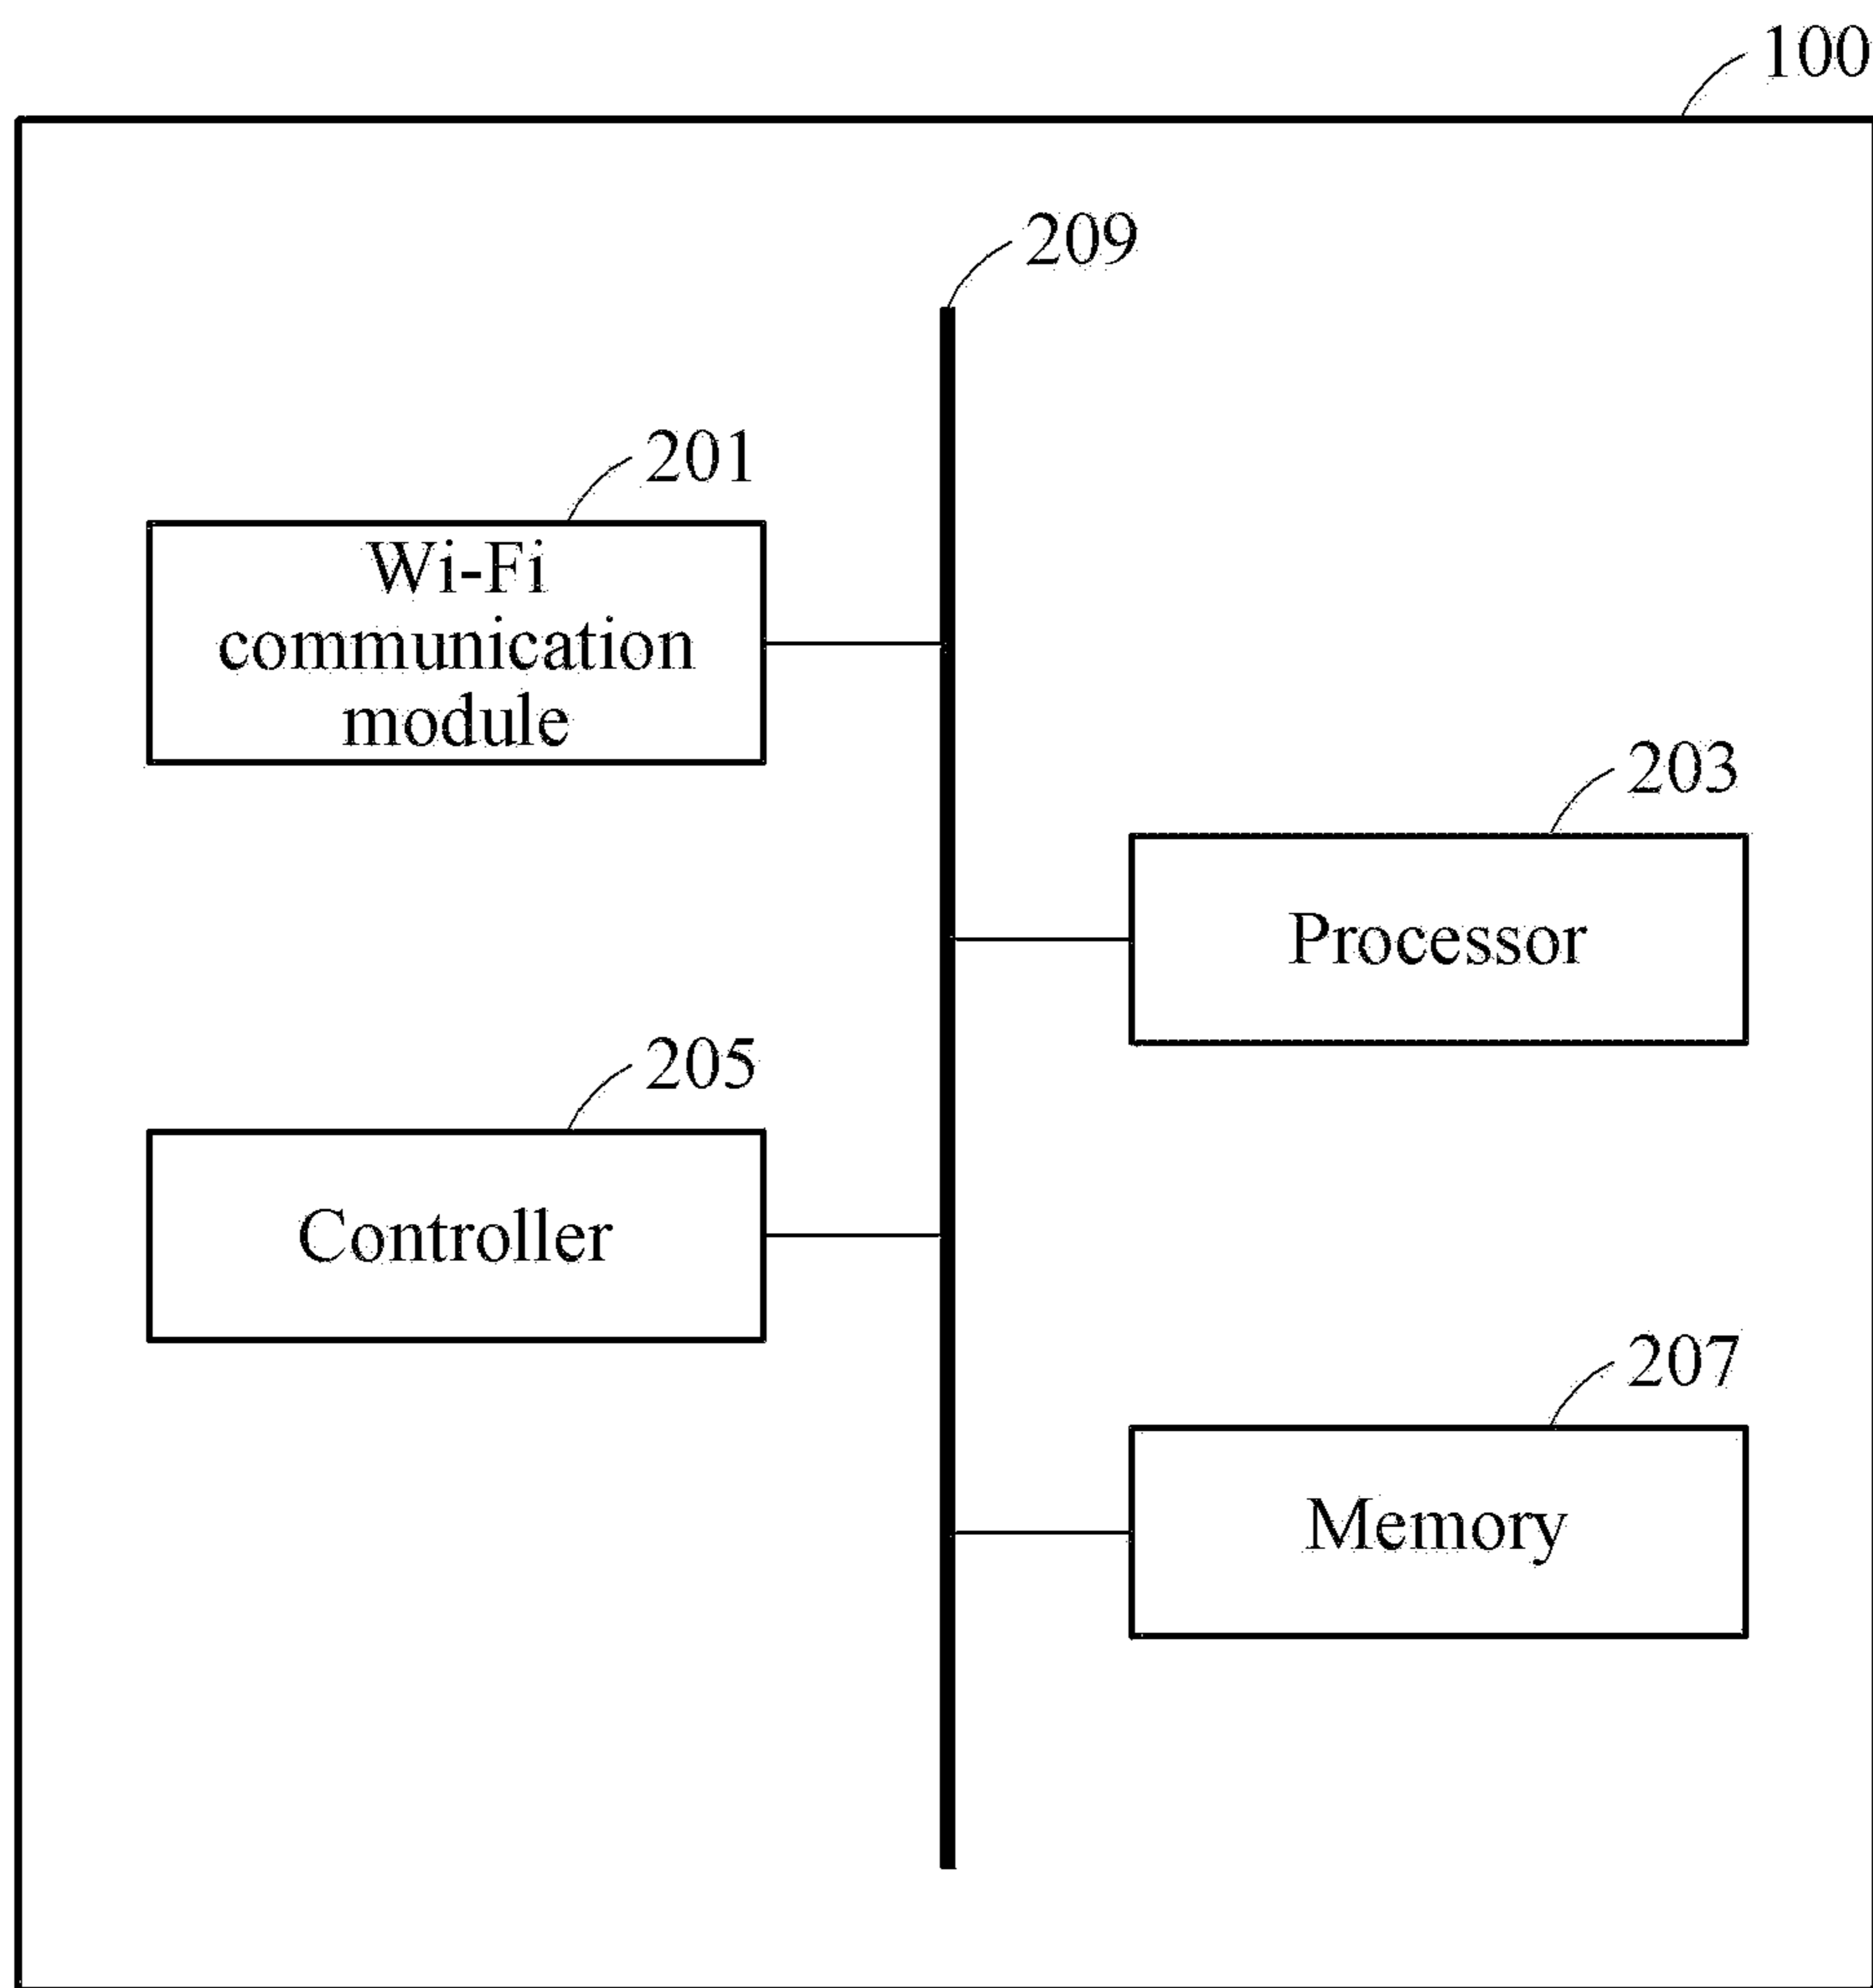 100
209
201
Wi-Fi
communication
module
203
Processor
205
Controller
207
Memory